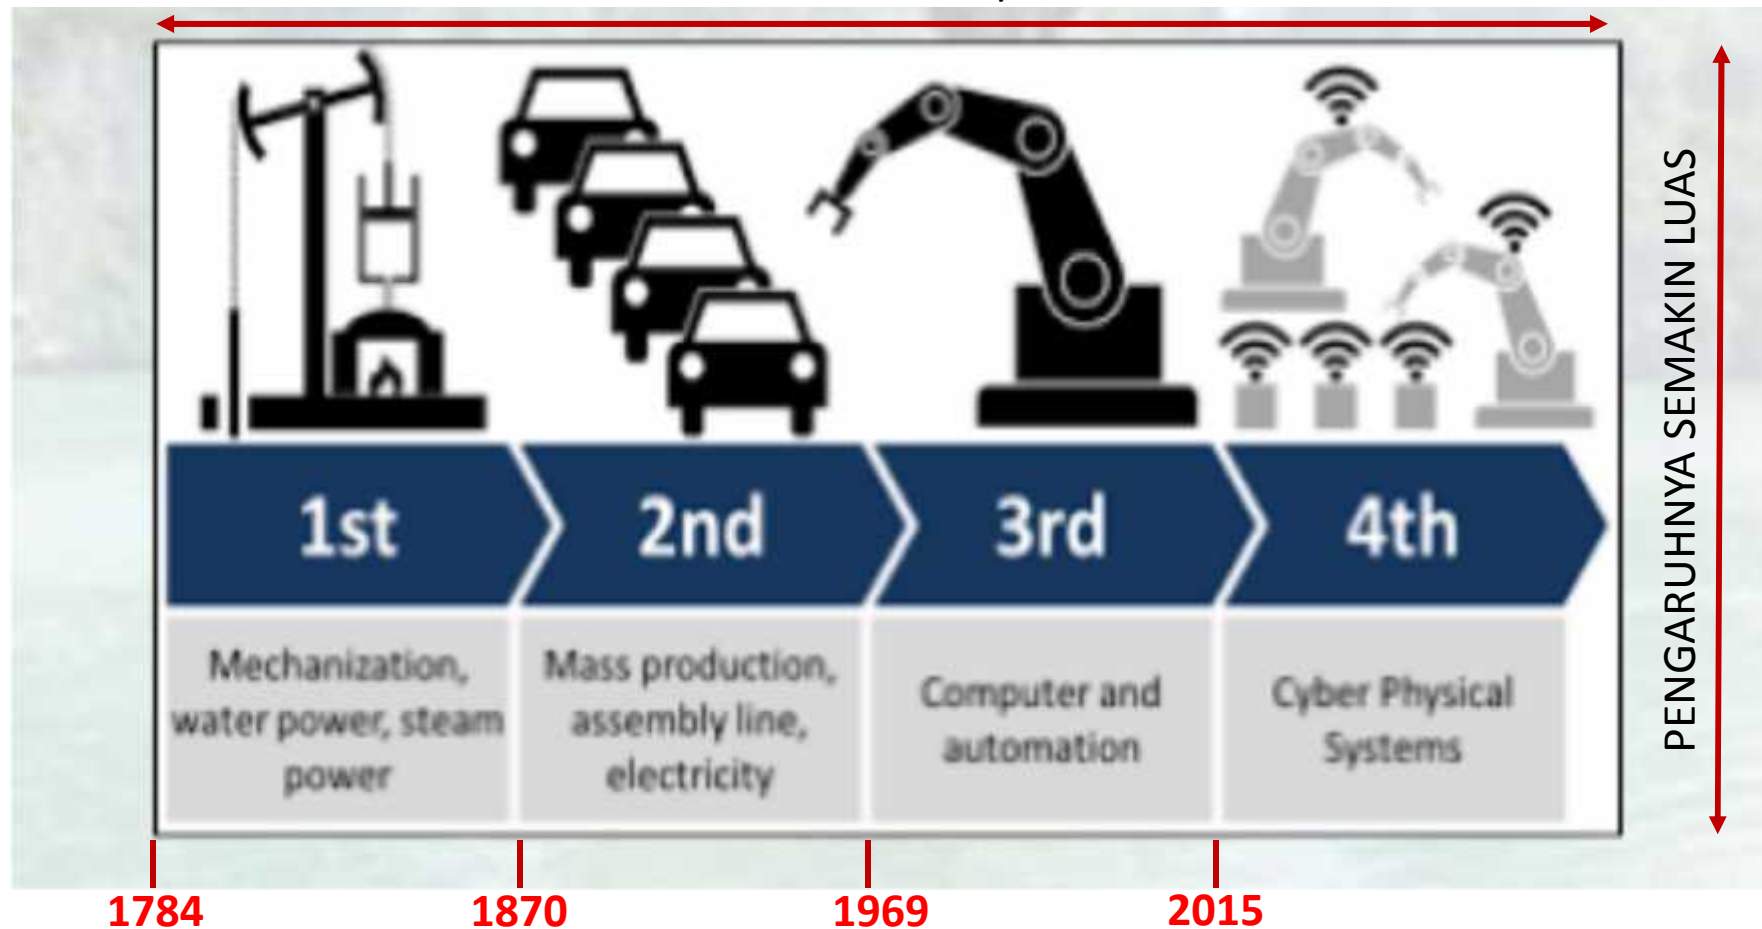 1st
2nd
3rd
4th
Mechanization,
water power, steam
power
Mass production,
assembly line,
electricity
Computer and
automation
Cyber Physical
Systems
PENGARUHNYA SEMAKIN LUAS
1784
1870
1969
2015